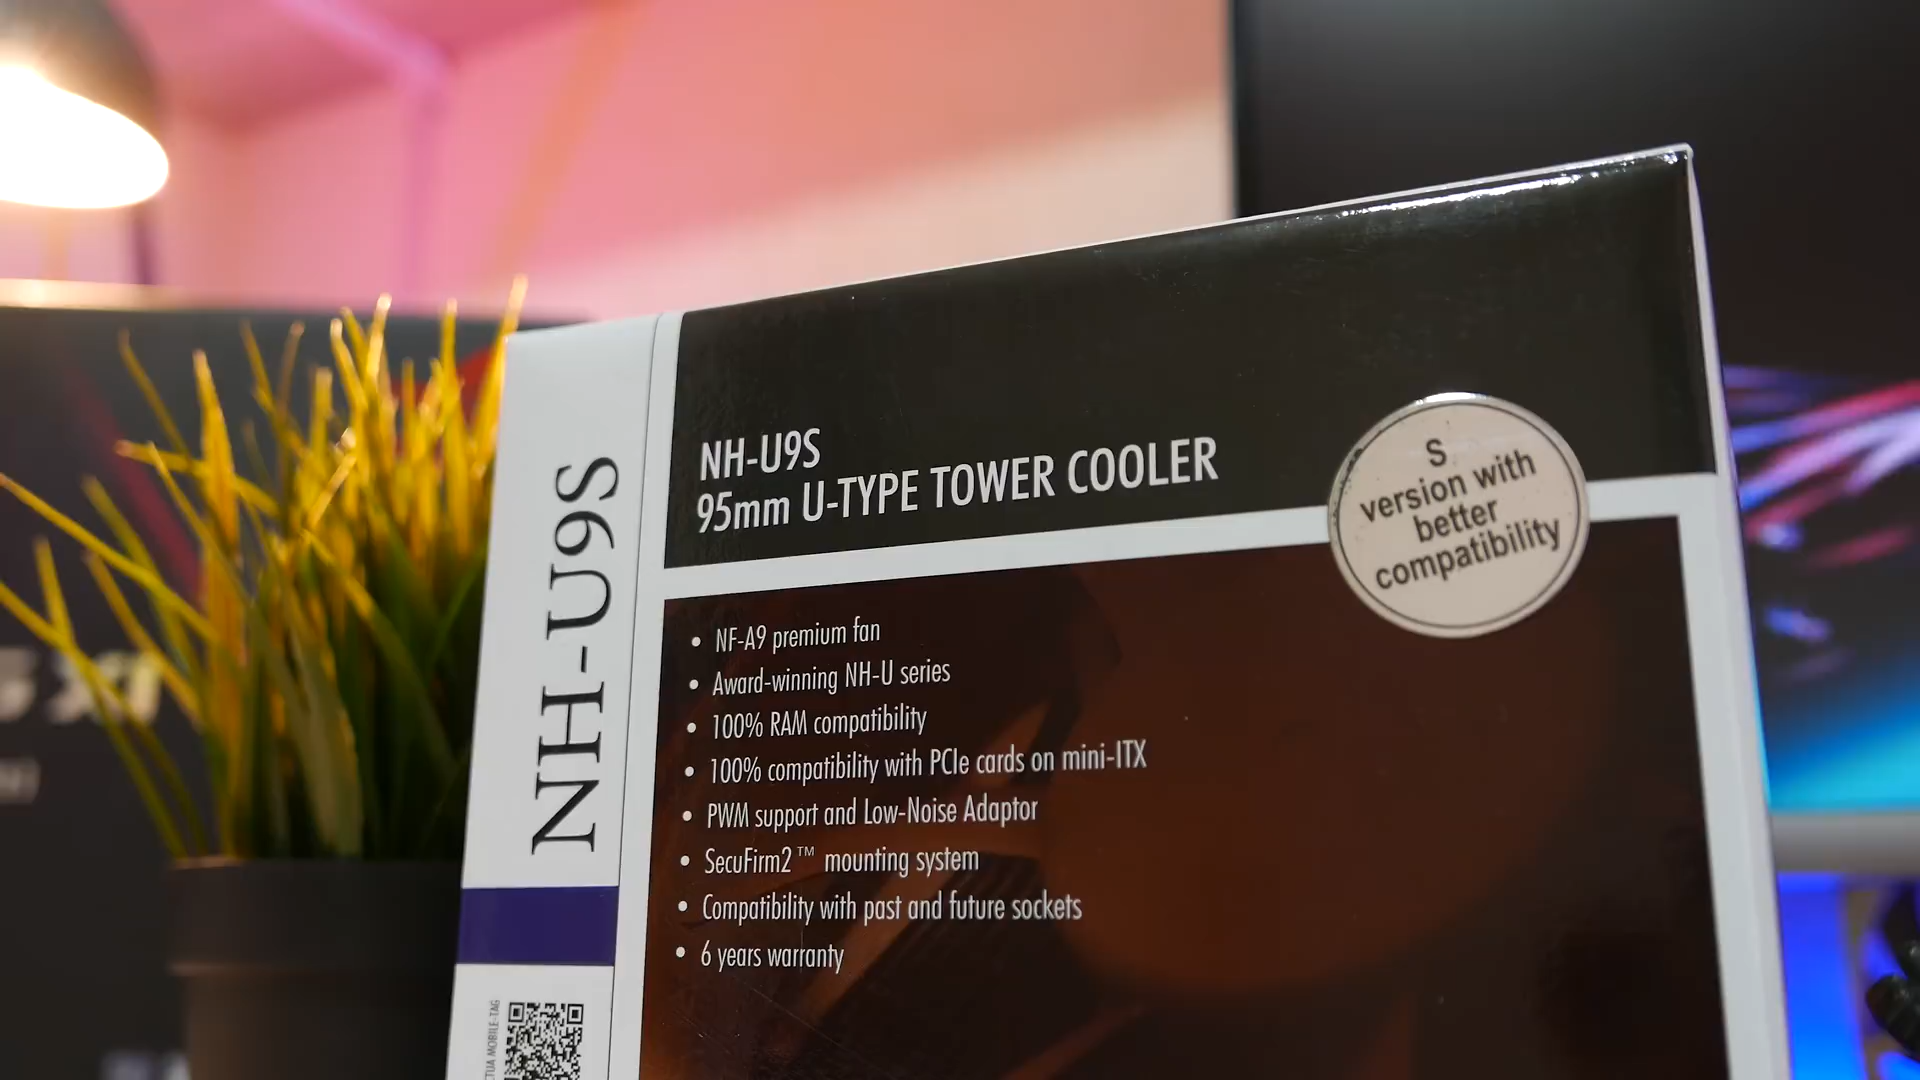 NH-U9S
95mm U-TYPE TOWER COOLER
S
version with
better
compatibility
NH-U9S
• NF-A9 premium fan
• Award-winning NH-U series
• 100% RAM compatibility
• 100% compatibility with PCIe cards on mini-ITX
• PWM support and Low-Noise Adaptor
• SecuFirm2™ mounting system
• Compatibility with past and future sockets
• 6 years warranty
MOBILE-TAG